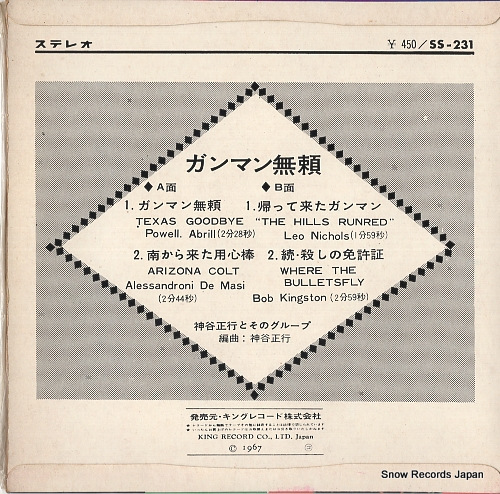 ステレオ
¥ 450/SS-231
ガンマン無頼
◆A面
1. ガンマン無頼
TEXAS GOODBYE
Powell. Abrill(2分28秒)
2. 南から来た用心棒
ARIZONA COLT
Alessandroni De Masi
(2分44秒)
◆B面
1. 帰って来たガンマン
"THE HILLS RUNRED"
Leo Nichols(1分59秒)
2. 続・殺しの免許証
WHERE THE
BULLETSFLY
Bob Kingston(2分59秒)
神谷正行とそのグループ
編曲：神谷正行
発売元・キングレコード株式会社
KING RECORD CO., LTD. Japan
Ⓒ 1967
Snow Records Japan